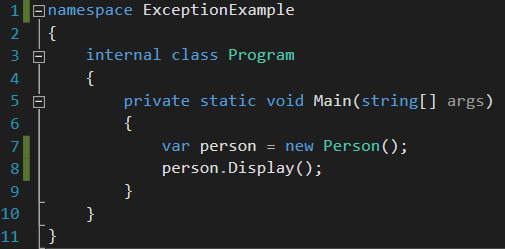 1 namespace ExceptionExample
2 {
3     internal class Program
4     {
5         private static void Main(string[] args)
6         {
7             var person = new Person();
8             person.Display();
9         }
10     }
11 }